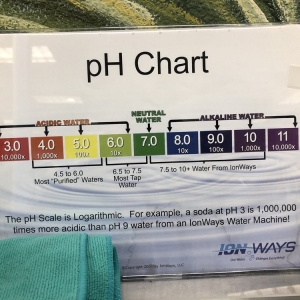 pH Chart
ACIDIC WATER
NEUTRAL
WATER
ALKALINE WATER
3.0 4.0 5.0 6.0 7.0 8.0 9.0 10 11
10,000x 1,000x 100x 10x 10x 100x 1,000x 10,000x
4.5 to 6.0
Most "Purified" Waters
6.5 to 7.5
Most Tap
Water
7.5 to 10+ Water From IonWays
The pH Scale is Logarithmic. For example, a soda at pH 3 is 1,000,000
times more acidic than pH 9 water from an IonWays Water Machine!
ION WAYS